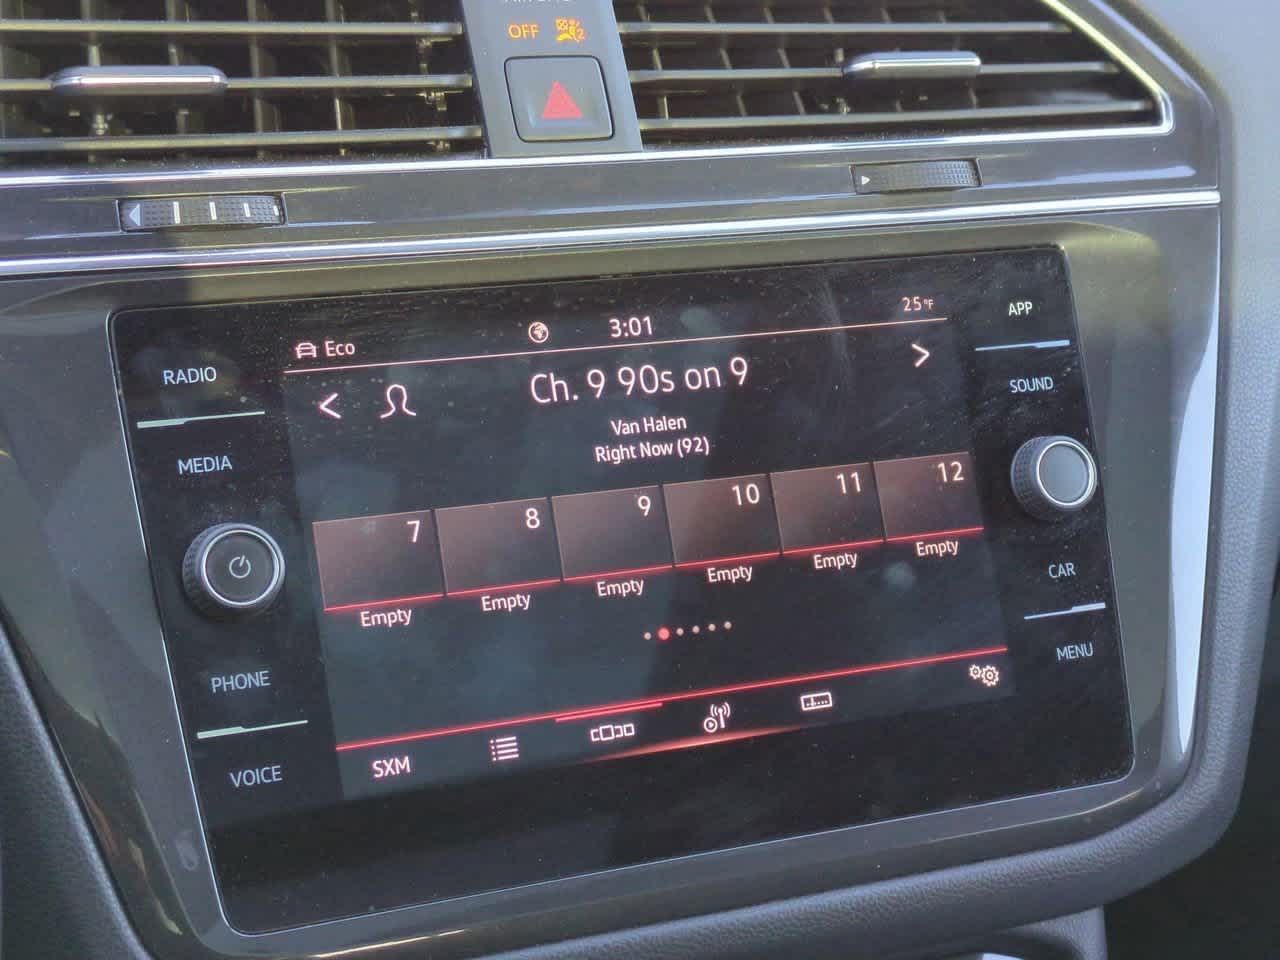 OFF
2
RADIO
MEDIA
PHONE
VOICE
Eco
3:01
25°F
Ch. 9 90s on 9
Van Halen
Right Now (92)
7 8 9 10 11 12
Empty Empty Empty Empty Empty Empty
SXM
APP
SOUND
CAR
MENU